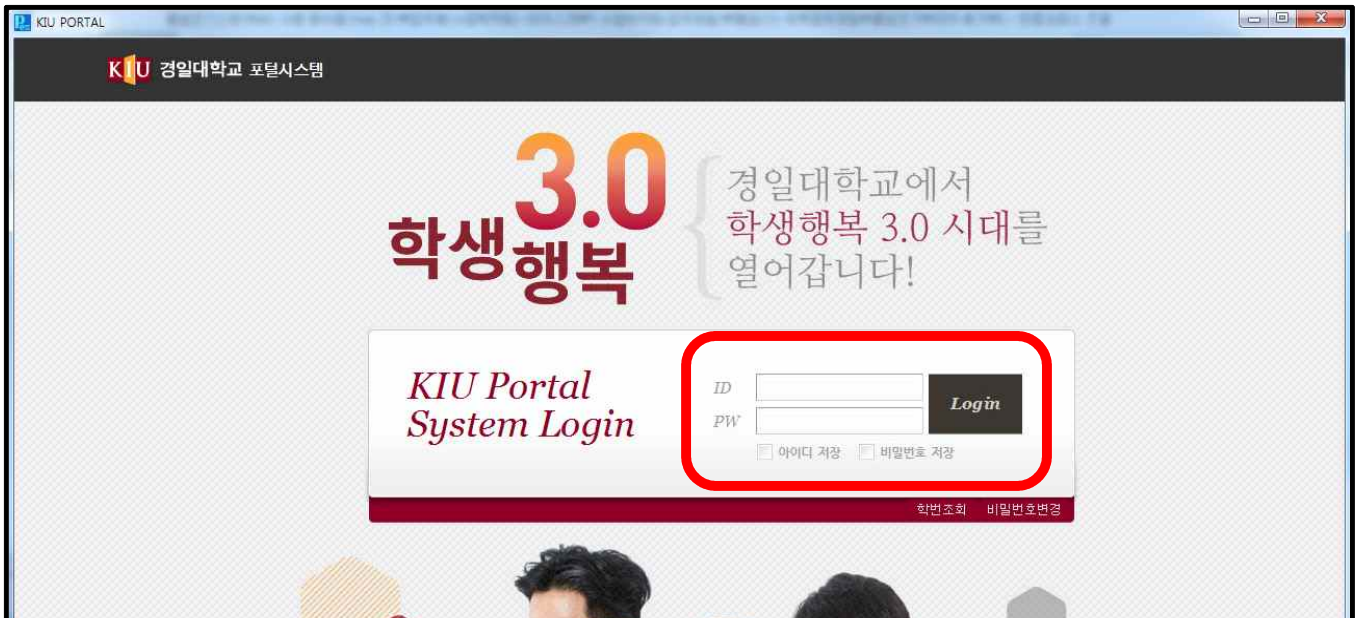 KIU PORTAL
KIU 경일대학교 포털시스템
3.0
학생행복
경일대학교에서
학생행복 3.0 시대를
열어갑니다!
KIU Portal
System Login
ID
PW
Login
아이디 저장 비밀번호 저장
학번조회 비밀번호변경